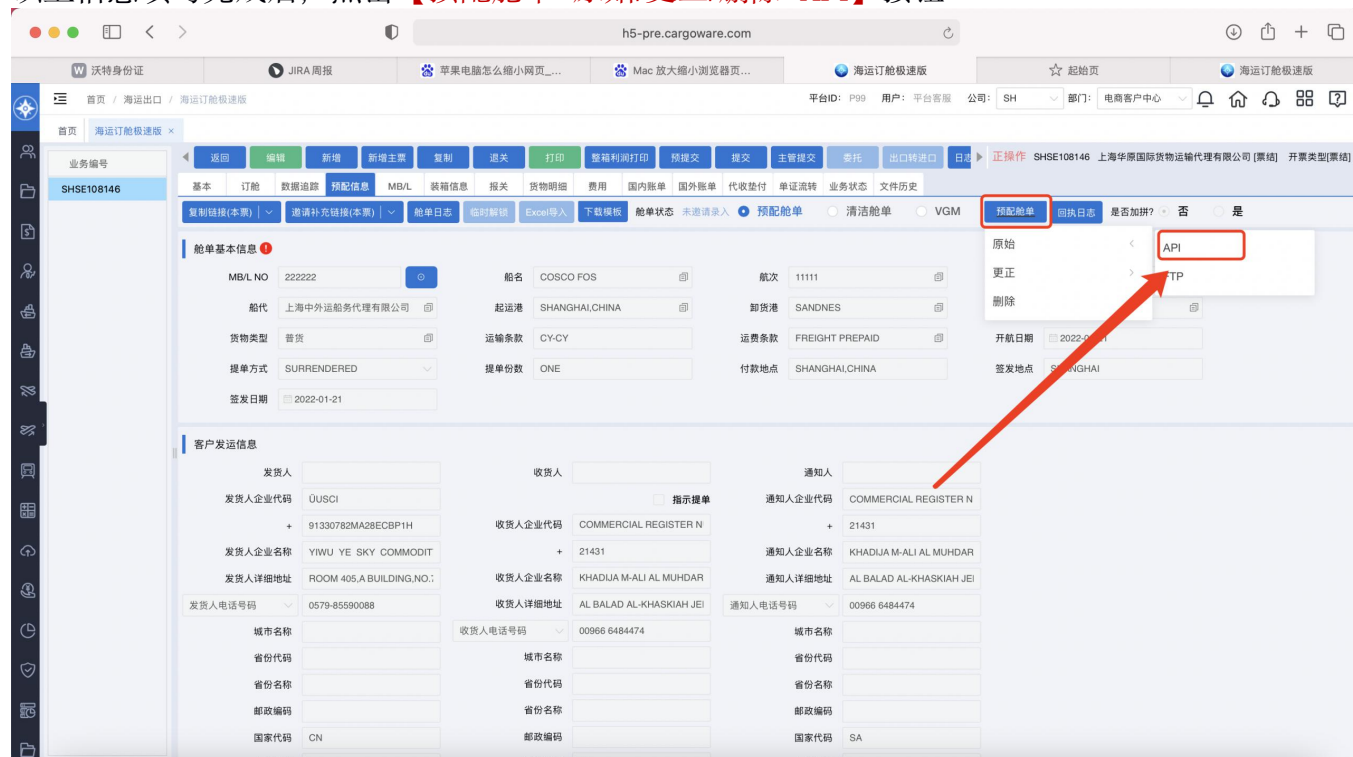 h5-pre.cargoware.com
沃特身份证 JIRA周报 苹果电脑怎么缩小网页_... Mac 放大缩小浏览器页... 海运订舱极速版 起始页 海运订舱极速版
首页 / 海运出口 / 海运订舱极速版 平台ID: P99 用户: 平台客服 公司: SH 部门: 电商客户中心
首页 海运订舱极速版 ×
业务编号 返回 编辑 新增 新增主票 复制 退关 打印 整箱利润打印 预提交 提交 主管提交 委托 出口转进口 正操作 SHSE108146 上海华原国际货物运输代理有限公司 [票结] 开票类型[票结]
SHSE108146 基本 订舱 数据追踪 预配信息 MB/L 装箱信息 报关 货物明细 费用 国内账单 国外账单 代收垫付 单证流转 业务状态 文件历史
复制链接(本票) 邀请补充链接(本票) 舱单日志 临时解锁 Excel导入 下载模板 舱单状态 未邀请录入 预配舱单 清洁舱单 VGM 预配舱单 回执日志 是否加拼? 否 是
舱单基本信息 原始 API
MB/L NO 222222 船名 COSCO FOS 航次 11111 更正
船代 上海中外运船务代理有限公司 起运港 SHANGHAI,CHINA 卸货港 SANDNES 删除
货物类型 普货 运输条款 CY-CY 运费条款 FREIGHT PREPAID 开航日期
提单方式 SURRENDERED 提单份数 ONE 付款地点 SHANGHAI,CHINA 签发地点
签发日期 2022-01-21
客户发运信息
发货人 收货人 通知人
发货人企业代码 ÜUSCI 指示提单 通知人企业代码 COMMERCIAL REGISTER N
+ 91330782MA28ECBP1H 收货人企业代码 COMMERCIAL REGISTER N + 21431
发货人企业名称 YIWU YE SKY COMMODIT + 21431 通知人企业名称 KHADIJA M-ALI AL MUHDAR
发货人详细地址 ROOM 405,A BUILDING,NO. 收货人企业名称 KHADIJA M-ALI AL MUHDAR 通知人详细地址 AL BALAD AL-KHASKIAH JEI
发货人电话号码 0579-85590088 收货人详细地址 AL BALAD AL-KHASKIAH JEI 通知人电话号码 00966 6484474
城市名称 收货人电话号码 00966 6484474 城市名称
省份代码 城市名称 省份代码
省份名称 省份代码 省份名称
邮政编码 省份名称 邮政编码
国家代码 CN 邮政编码 国家代码 SA